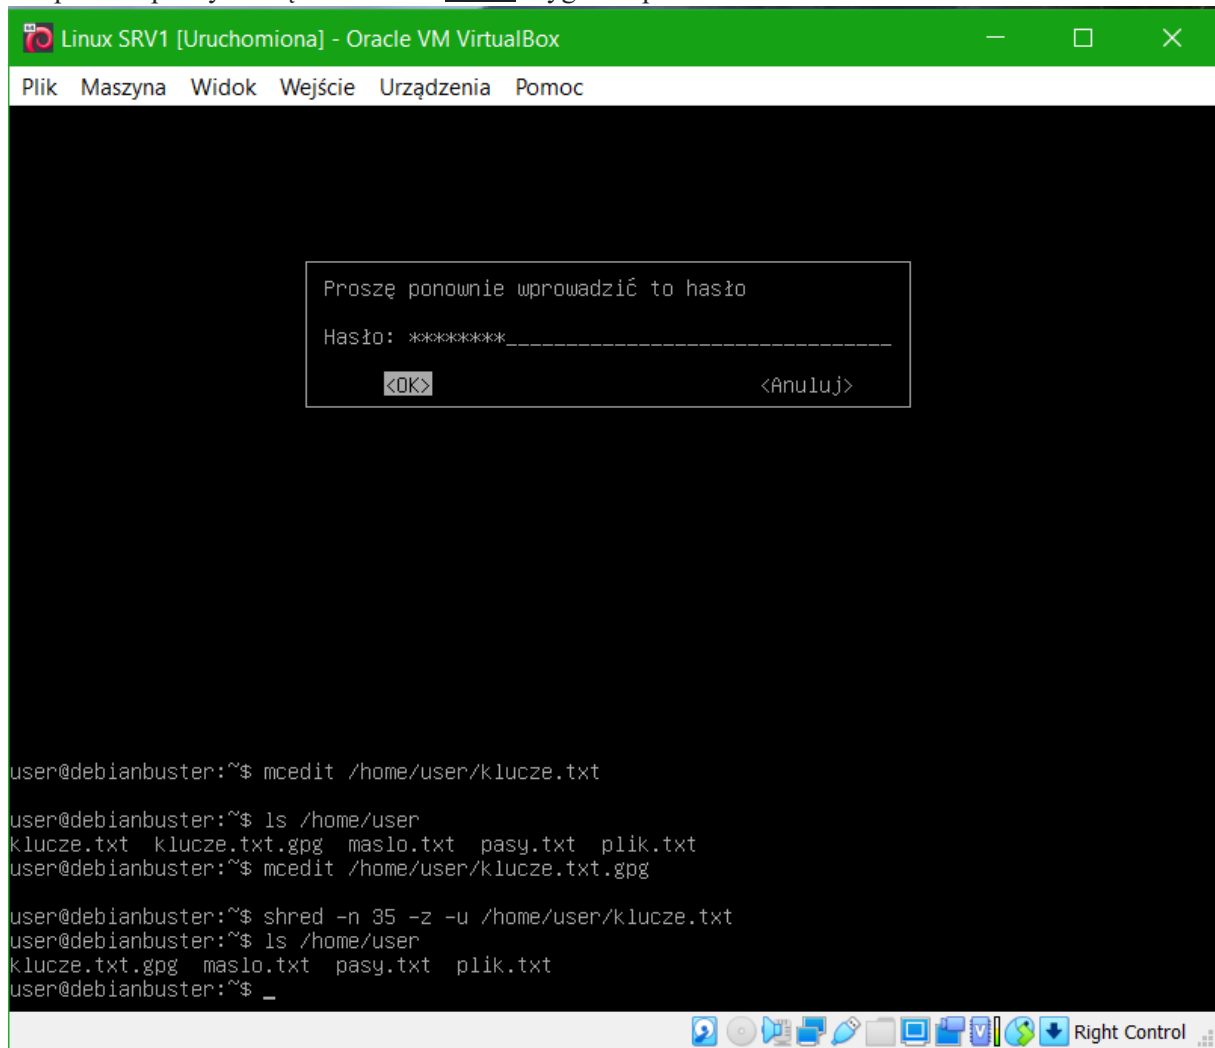 Linux SRV1 [Uruchomiona] - Oracle VM VirtualBox
Plik Maszyna Widok Wejście Urządzenia Pomoc
Proszę ponownie wprowadzić to hasło
Hasło: ********________________________________
<OK> <Anuluj>
user@debianbuster:~$ mcedit /home/user/klucze.txt
user@debianbuster:~$ ls /home/user
klucze.txt klucze.txt.gpg maslo.txt pasy.txt plik.txt
user@debianbuster:~$ mcedit /home/user/klucze.txt.gpg
user@debianbuster:~$ shred -n 35 -z -u /home/user/klucze.txt
user@debianbuster:~$ ls /home/user
klucze.txt.gpg maslo.txt pasy.txt plik.txt
user@debianbuster:~$ _
Right Control